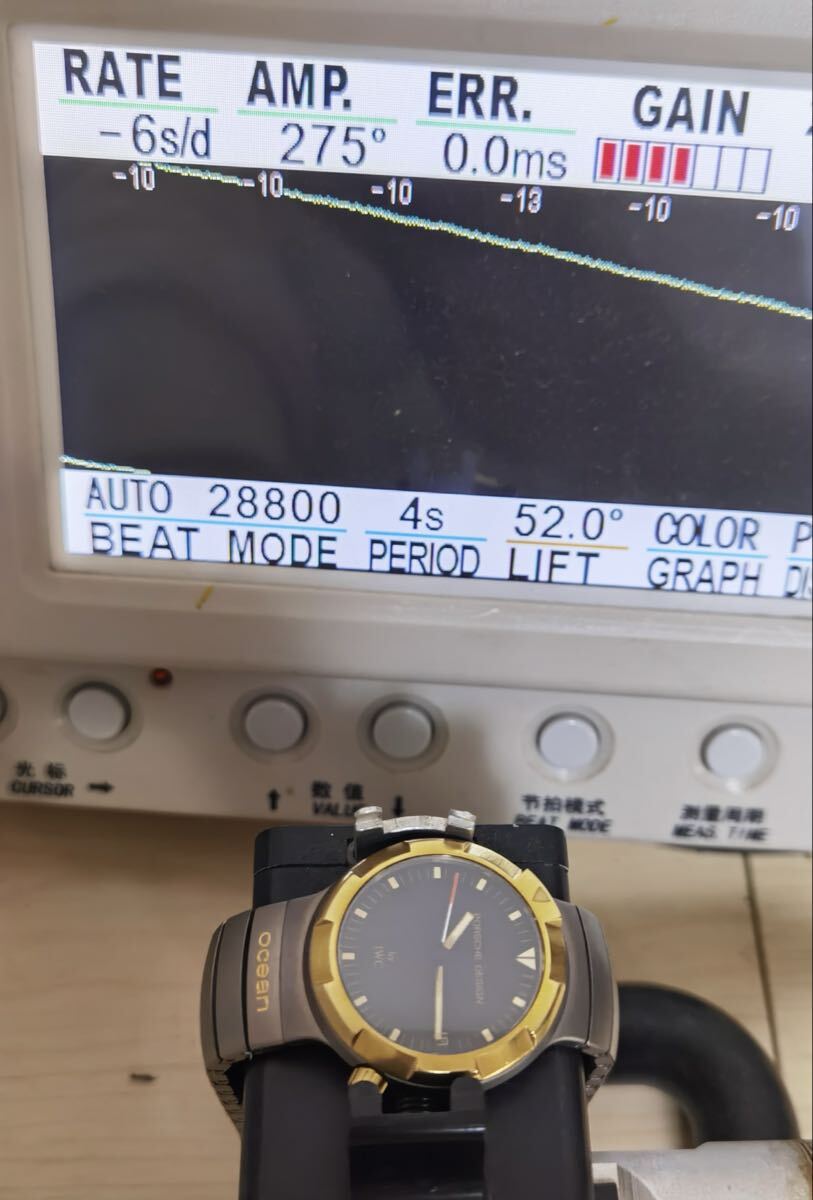 RATE AMP. ERR. GAIN
-6s/d 275° 0.0ms
-10 -10 -10 -13 -10 -10
AUTO 28800 4s 52.0° COLOR P
BEAT MODE PERIOD LIFT GRAPH DIS
光标 数值 节拍模式 测量周期
CURSOR VALUE BEAT MODE MEAS. TIME
ocean
by
IWC
PORSCHE DESIGN